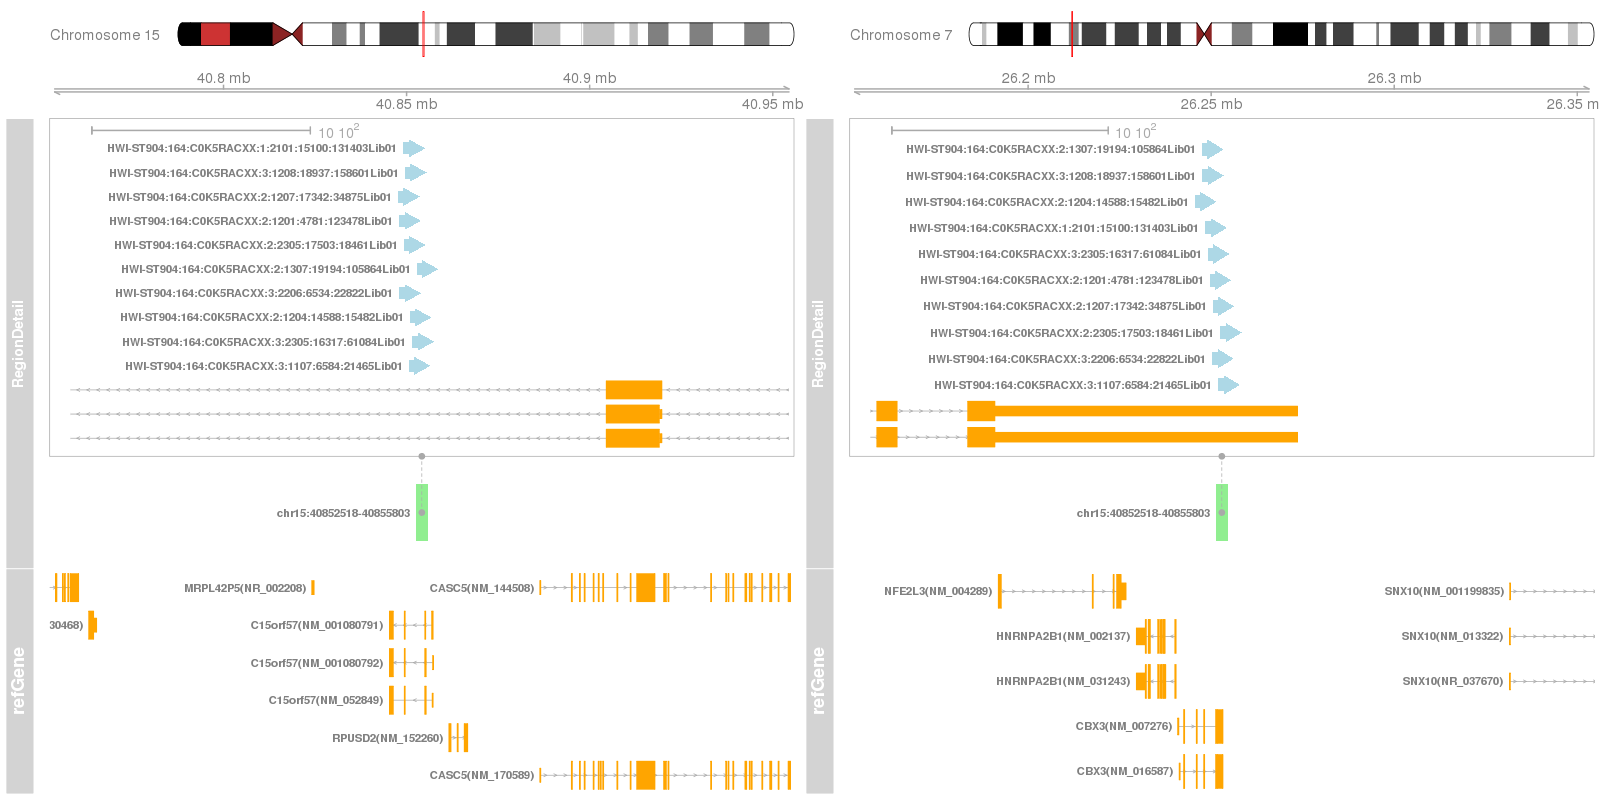 Chromosome 15
40.8 mb
40.9 mb
40.85 mb
40.95 mb
RegionDetail
10 10²
HWI-ST904:164:C0K5RACXX:1:2101:15100:131403Lib01
HWI-ST904:164:C0K5RACXX:3:1208:18937:158601Lib01
HWI-ST904:164:C0K5RACXX:2:1207:17342:34875Lib01
HWI-ST904:164:C0K5RACXX:2:1201:4781:123478Lib01
HWI-ST904:164:C0K5RACXX:2:2305:17503:18461Lib01
HWI-ST904:164:C0K5RACXX:2:1307:19194:105864Lib01
HWI-ST904:164:C0K5RACXX:3:2206:6534:22822Lib01
HWI-ST904:164:C0K5RACXX:2:1204:14588:15482Lib01
HWI-ST904:164:C0K5RACXX:3:2305:16317:61084Lib01
HWI-ST904:164:C0K5RACXX:3:1107:6584:21465Lib01
chr15:40852518-40855803
refGene
MRPL42P5(NR_002208)
CASC5(NM_144508)
30468)
C15orf57(NM_001080791)
C15orf57(NM_001080792)
C15orf57(NM_052849)
RPUSD2(NM_152260)
CASC5(NM_170589)
Chromosome 7
26.2 mb
26.3 mb
26.25 mb
26.35 m
RegionDetail
10 10²
HWI-ST904:164:C0K5RACXX:2:1307:19194:105864Lib01
HWI-ST904:164:C0K5RACXX:3:1208:18937:158601Lib01
HWI-ST904:164:C0K5RACXX:2:1204:14588:15482Lib01
HWI-ST904:164:C0K5RACXX:1:2101:15100:131403Lib01
HWI-ST904:164:C0K5RACXX:3:2305:16317:61084Lib01
HWI-ST904:164:C0K5RACXX:2:1201:4781:123478Lib01
HWI-ST904:164:C0K5RACXX:2:1207:17342:34875Lib01
HWI-ST904:164:C0K5RACXX:2:2305:17503:18461Lib01
HWI-ST904:164:C0K5RACXX:3:2206:6534:22822Lib01
HWI-ST904:164:C0K5RACXX:3:1107:6584:21465Lib01
chr15:40852518-40855803
refGene
NFE2L3(NM_004289)
SNX10(NM_001199835)
HNRNPA2B1(NM_002137)
SNX10(NM_013322)
HNRNPA2B1(NM_031243)
SNX10(NR_037670)
CBX3(NM_007276)
CBX3(NM_016587)